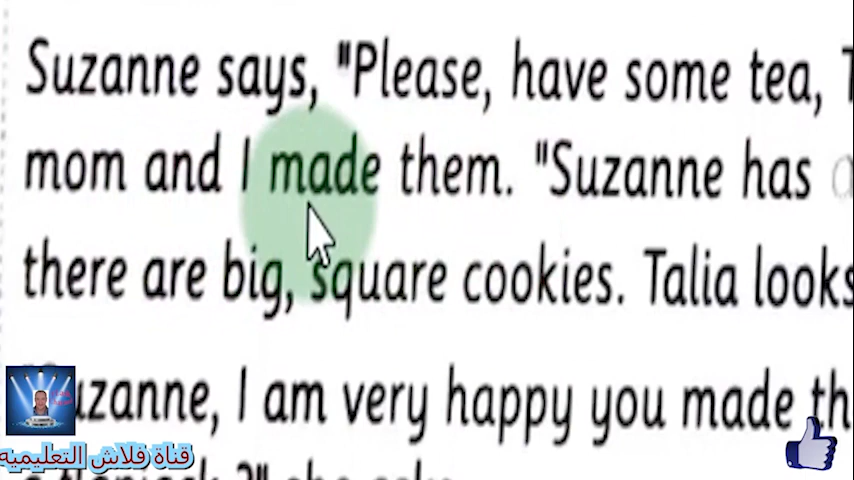 Suzanne says, "Please, have some tea, T
mom and I made them. "Suzanne has a
there are big, square cookies. Talia looks
uzanne, I am very happy you made th
قناة فلاش التعليميه